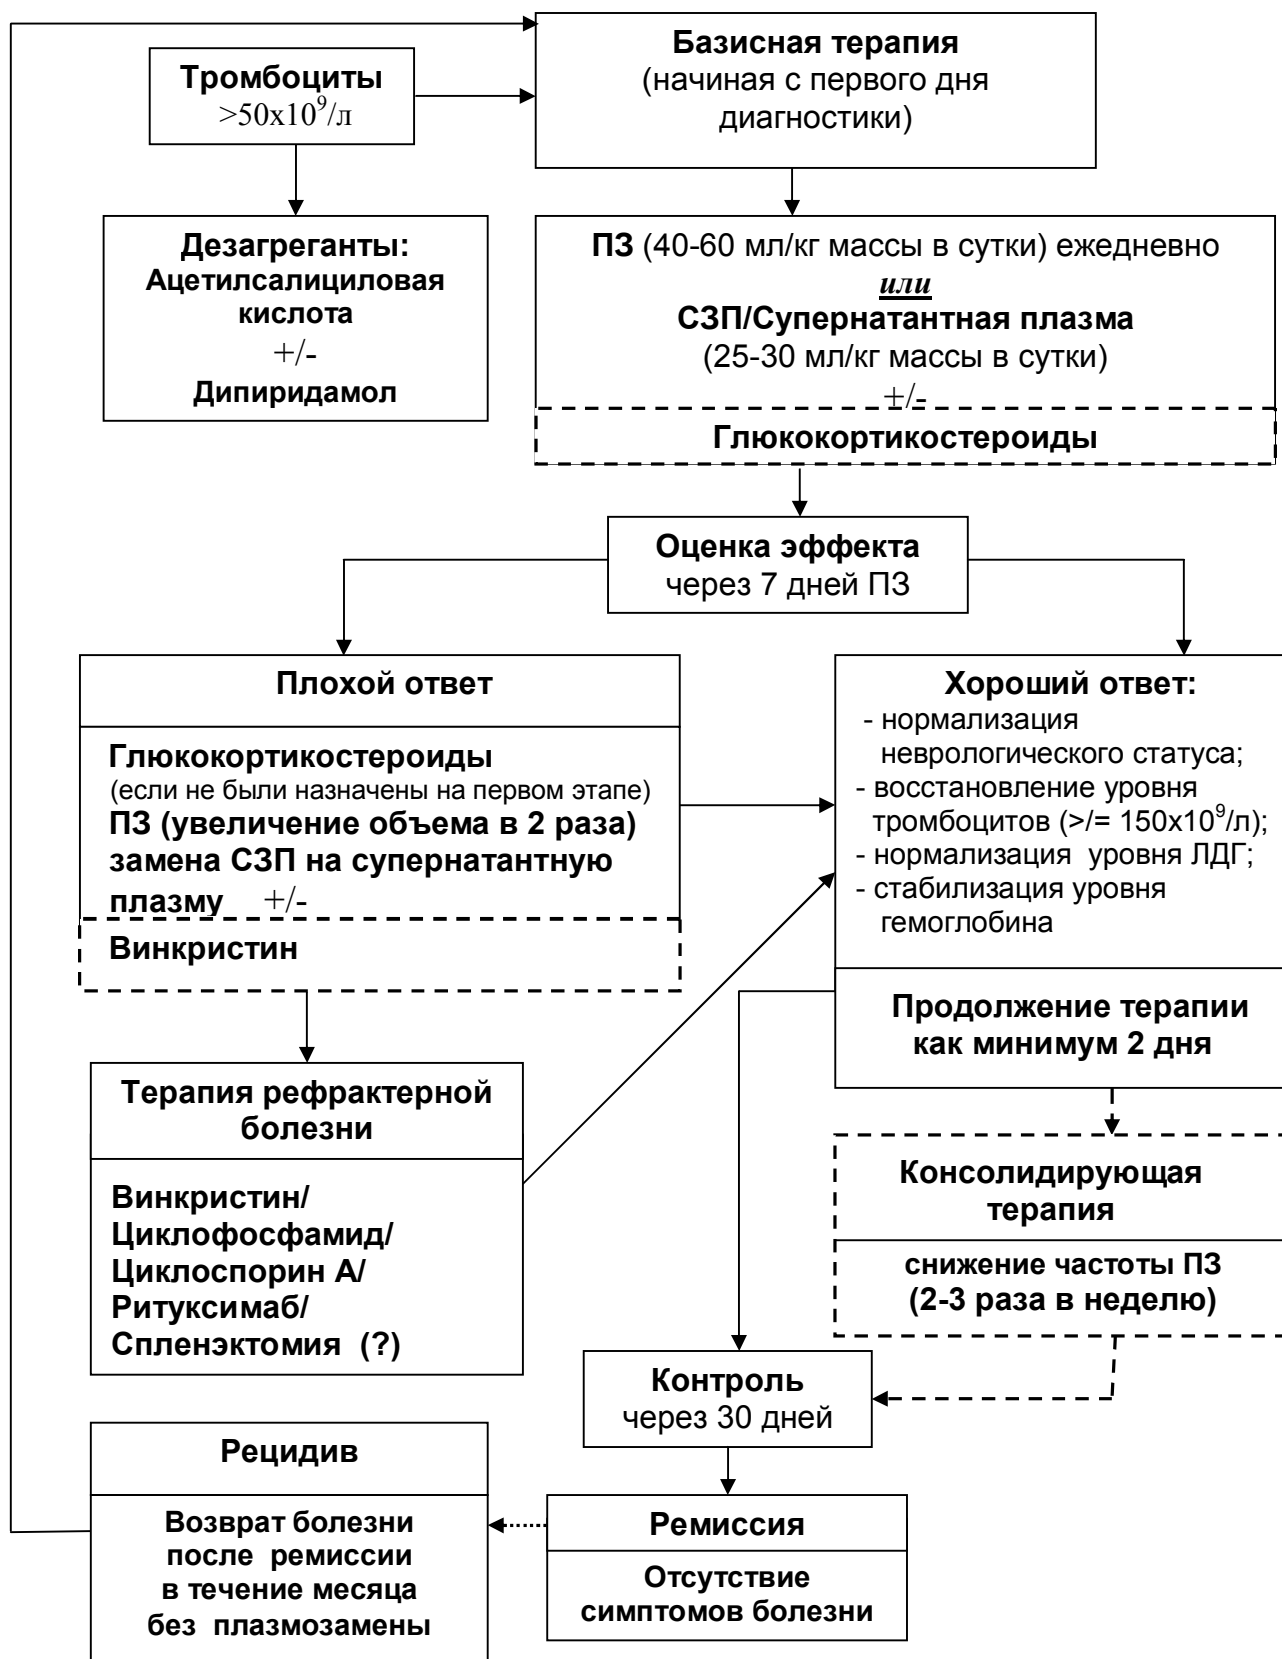 Базисная терапия
(начиная с первого дня
диагностики)
Тромбоциты
>50х10⁹/л
Дезагреганты:
Ацетилсалициловая
кислота
+/-
Дипиридамол
ПЗ (40-60 мл/кг массы в сутки) ежедневно
или
СЗП/Супернатантная плазма
(25-30 мл/кг массы в сутки)
+/-
Глюкокортикостероиды
Оценка эффекта
через 7 дней ПЗ
Плохой ответ
Глюкокортикостероиды
(если не были назначены на первом этапе)
ПЗ (увеличение объема в 2 раза)
замена СЗП на супернатантную
плазму +/-
Винкристин
Хороший ответ:
- нормализация
неврологического статуса;
- восстановление уровня
тромбоцитов (>/= 150х10⁹/л);
- нормализация уровня ЛДГ;
- стабилизация уровня
гемоглобина
Продолжение терапии
как минимум 2 дня
Терапия рефрактерной
болезни
Винкристин/
Циклофосфамид/
Циклоспорин А/
Ритуксимаб/
Спленэктомия (?)
Консолидирующая
терапия
снижение частоты ПЗ
(2-3 раза в неделю)
Контроль
через 30 дней
Рецидив
Возврат болезни
после ремиссии
в течение месяца
без плазмозамены
Ремиссия
Отсутствие
симптомов болезни